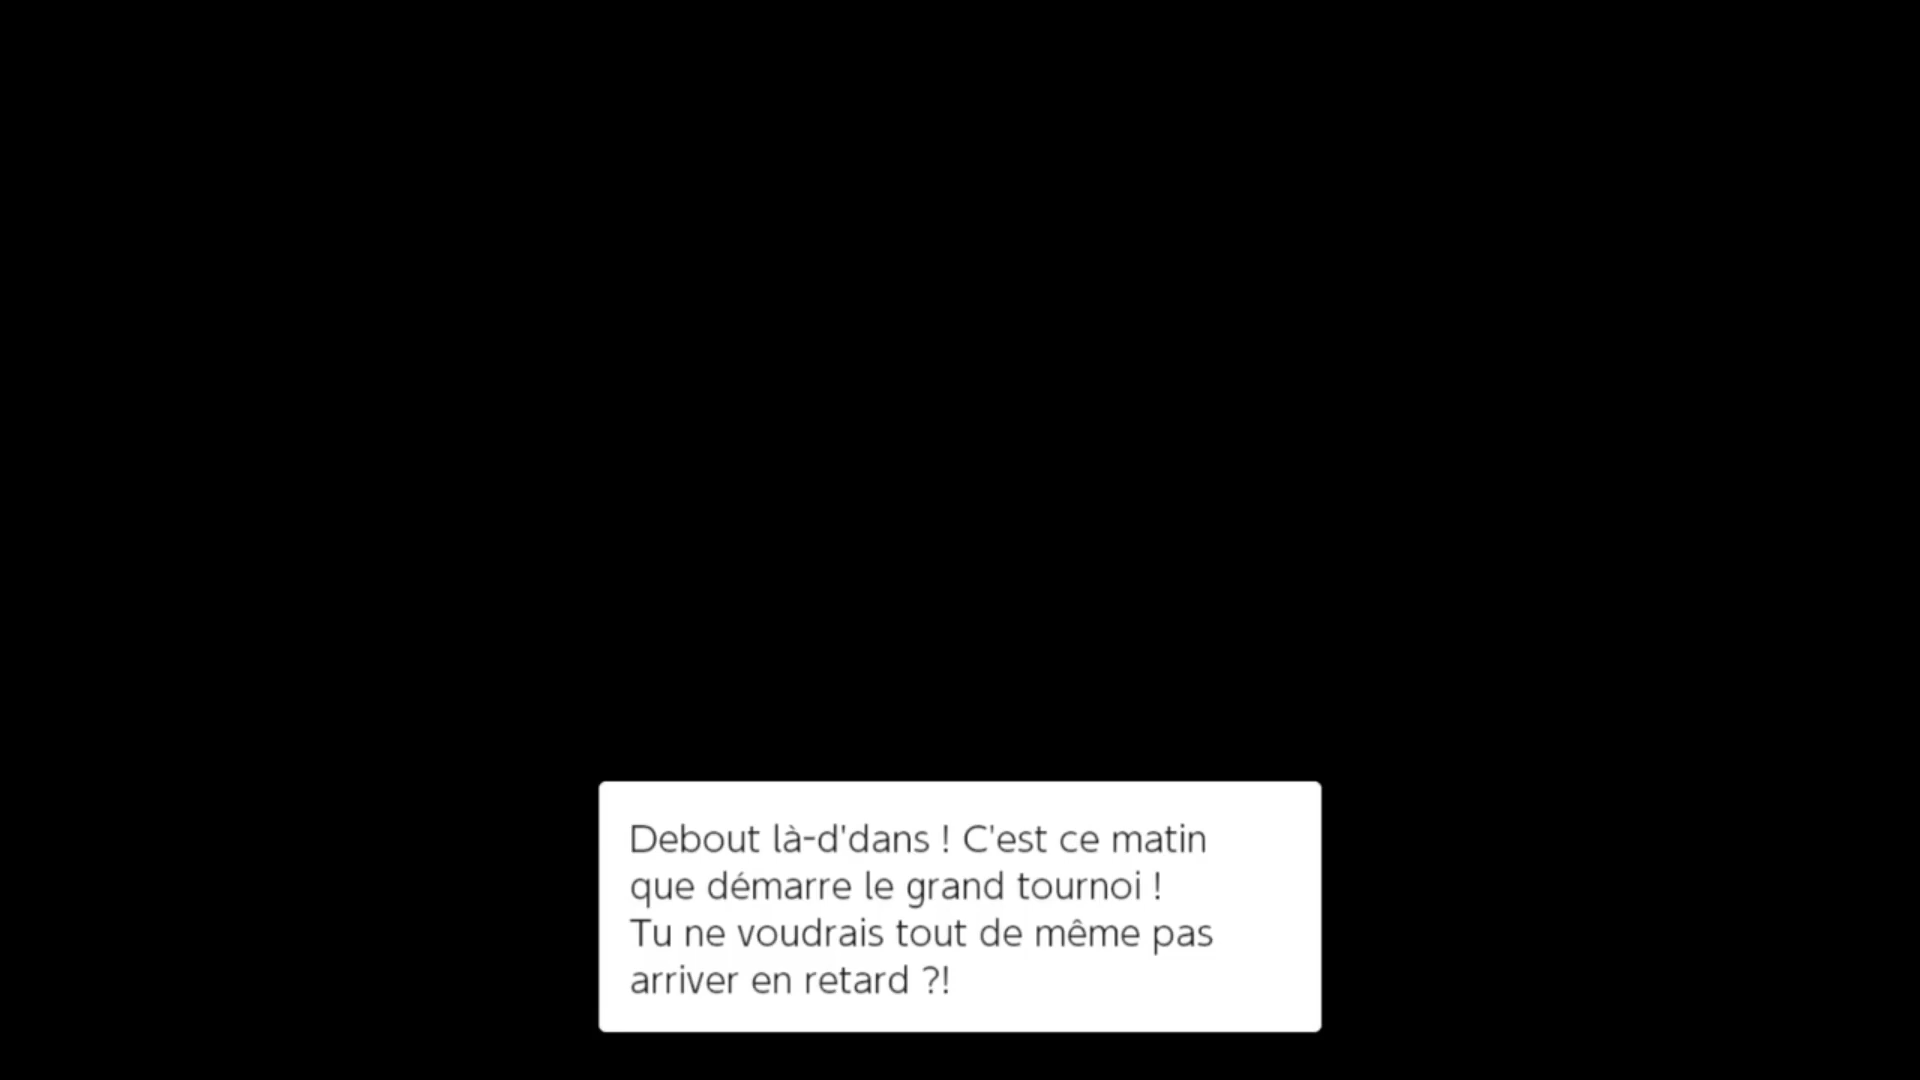 Debout là-d'dans ! C'est ce matin
que démarre le grand tournoi !
Tu ne voudrais tout de même pas
arriver en retard ?!